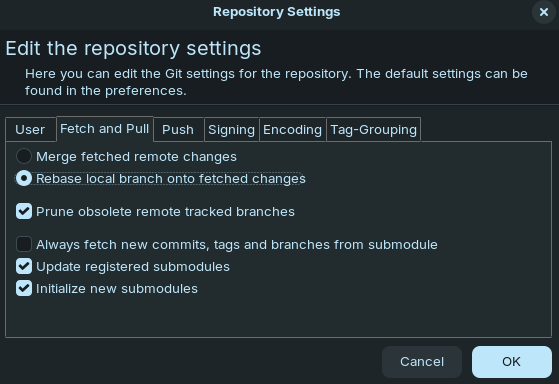 Repository Settings
Edit the repository settings
Here you can edit the Git settings for the repository. The default settings can be
found in the preferences.
User Fetch and Pull Push Signing Encoding Tag-Grouping
Merge fetched remote changes
Rebase local branch onto fetched changes
Prune obsolete remote tracked branches
Always fetch new commits, tags and branches from submodule
Update registered submodules
Initialize new submodules
Cancel OK